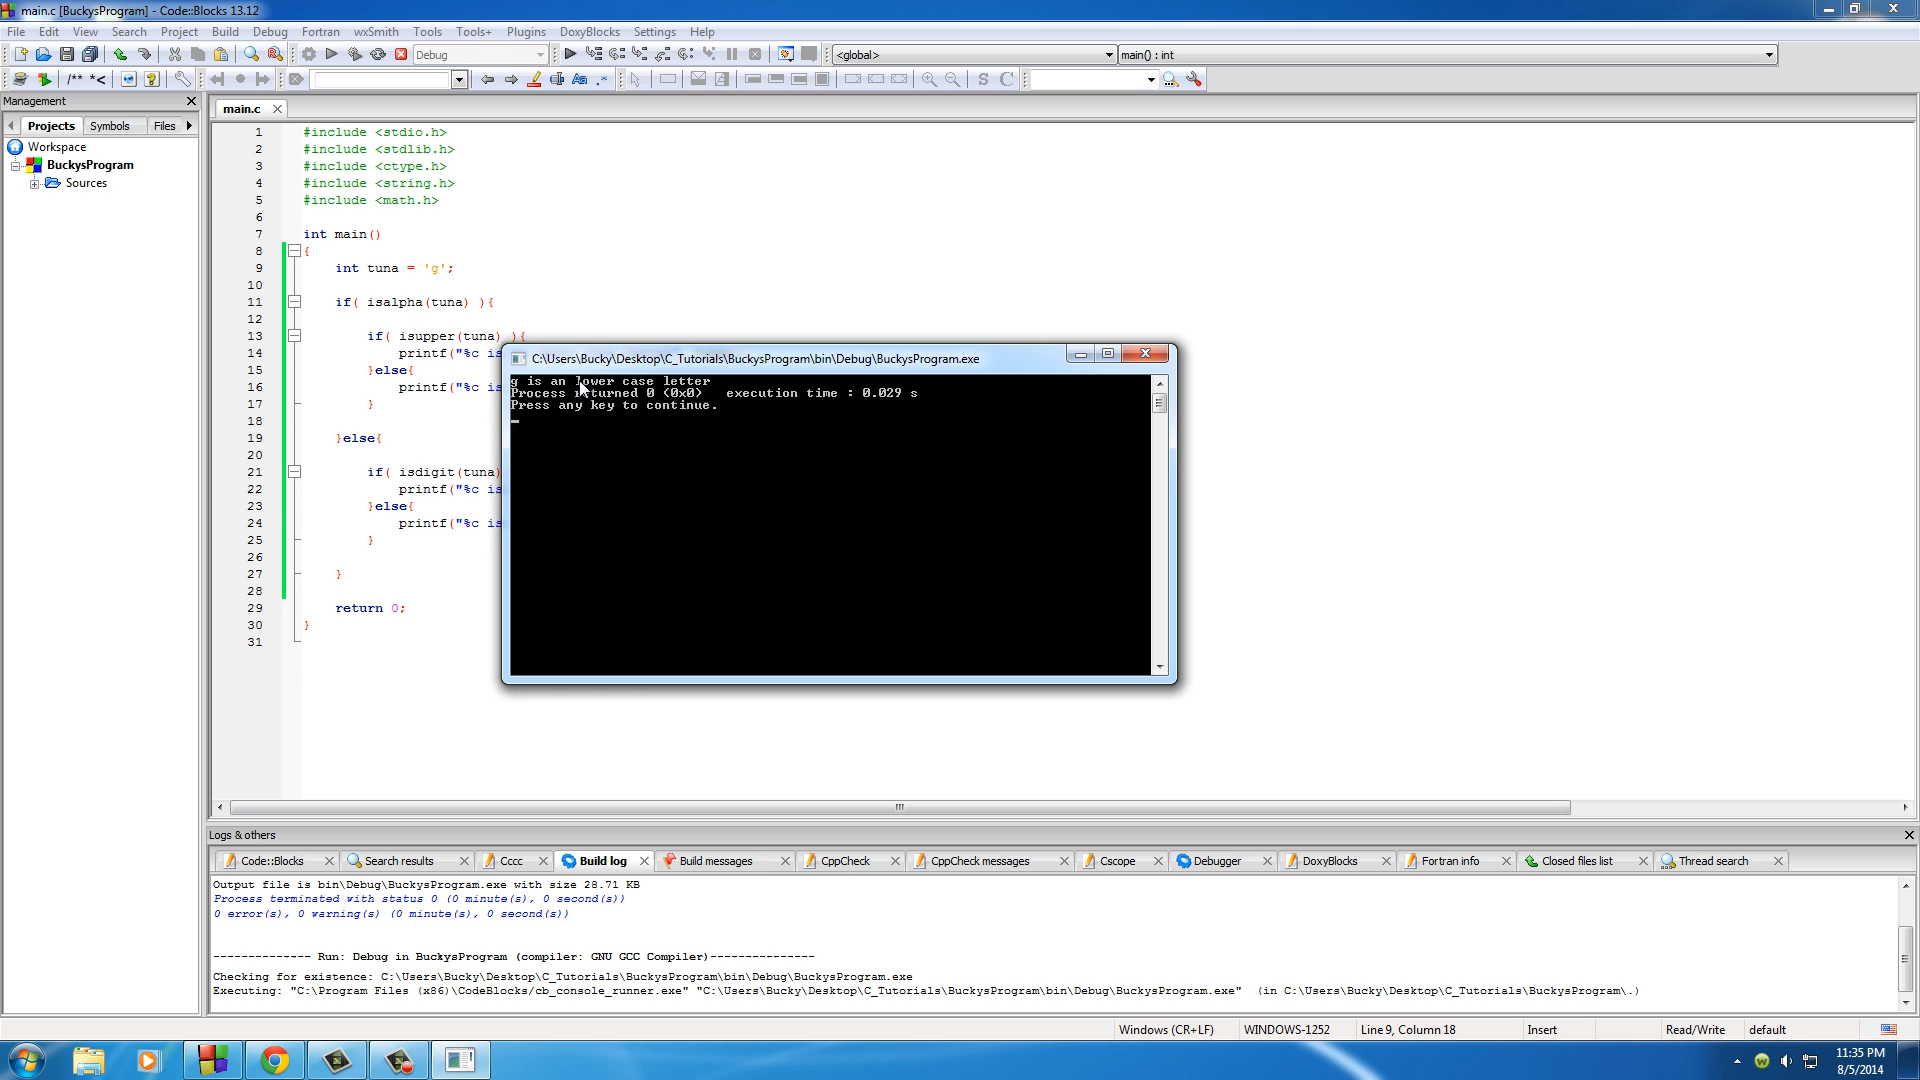 main.c [BuckysProgram] - Code::Blocks 13.12
File Edit View Search Project Build Debug Fortran wxSmith Tools Tools+ Plugins DoxyBlocks Settings Help
Debug <global> main() : int
/** *<
Management
main.c
Projects Symbols Files
Workspace
BuckysProgram
Sources
1 #include <stdio.h>
2 #include <stdlib.h>
3 #include <ctype.h>
4 #include <string.h>
5 #include <math.h>
6
7 int main()
8 {
9 int tuna = 'g';
10
11 if( isalpha(tuna) ){
12
13 if( isupper(tuna) ){
14 printf("%c is
15 }else{
16 printf("%c is
17 }
18
19 }else{
20
21 if( isdigit(tuna)
22 printf("%c is
23 }else{
24 printf("%c is
25 }
26
27 }
28
29 return 0;
30 }
31
C:\Users\Bucky\Desktop\C_Tutorials\BuckysProgram\bin\Debug\BuckysProgram.exe
g is an lower case letter
Process returned 0 (0x0) execution time : 0.029 s
Press any key to continue.
Logs & others
Code::Blocks Search results Cccc Build log Build messages CppCheck CppCheck messages Cscope Debugger DoxyBlocks Fortran info Closed files list Thread search
Output file is bin\Debug\BuckysProgram.exe with size 28.71 KB
Process terminated with status 0 (0 minute(s), 0 second(s))
0 error(s), 0 warning(s) (0 minute(s), 0 second(s))
-------------- Run: Debug in BuckysProgram (compiler: GNU GCC Compiler)---------------
Checking for existence: C:\Users\Bucky\Desktop\C_Tutorials\BuckysProgram\bin\Debug\BuckysProgram.exe
Executing: "C:\Program Files (x86)\CodeBlocks/cb_console_runner.exe" "C:\Users\Bucky\Desktop\C_Tutorials\BuckysProgram\bin\Debug\BuckysProgram.exe" (in C:\Users\Bucky\Desktop\C_Tutorials\BuckysProgram\.)
Windows (CR+LF) WINDOWS-1252 Line 9, Column 18 Insert Read/Write default
11:35 PM
8/5/2014